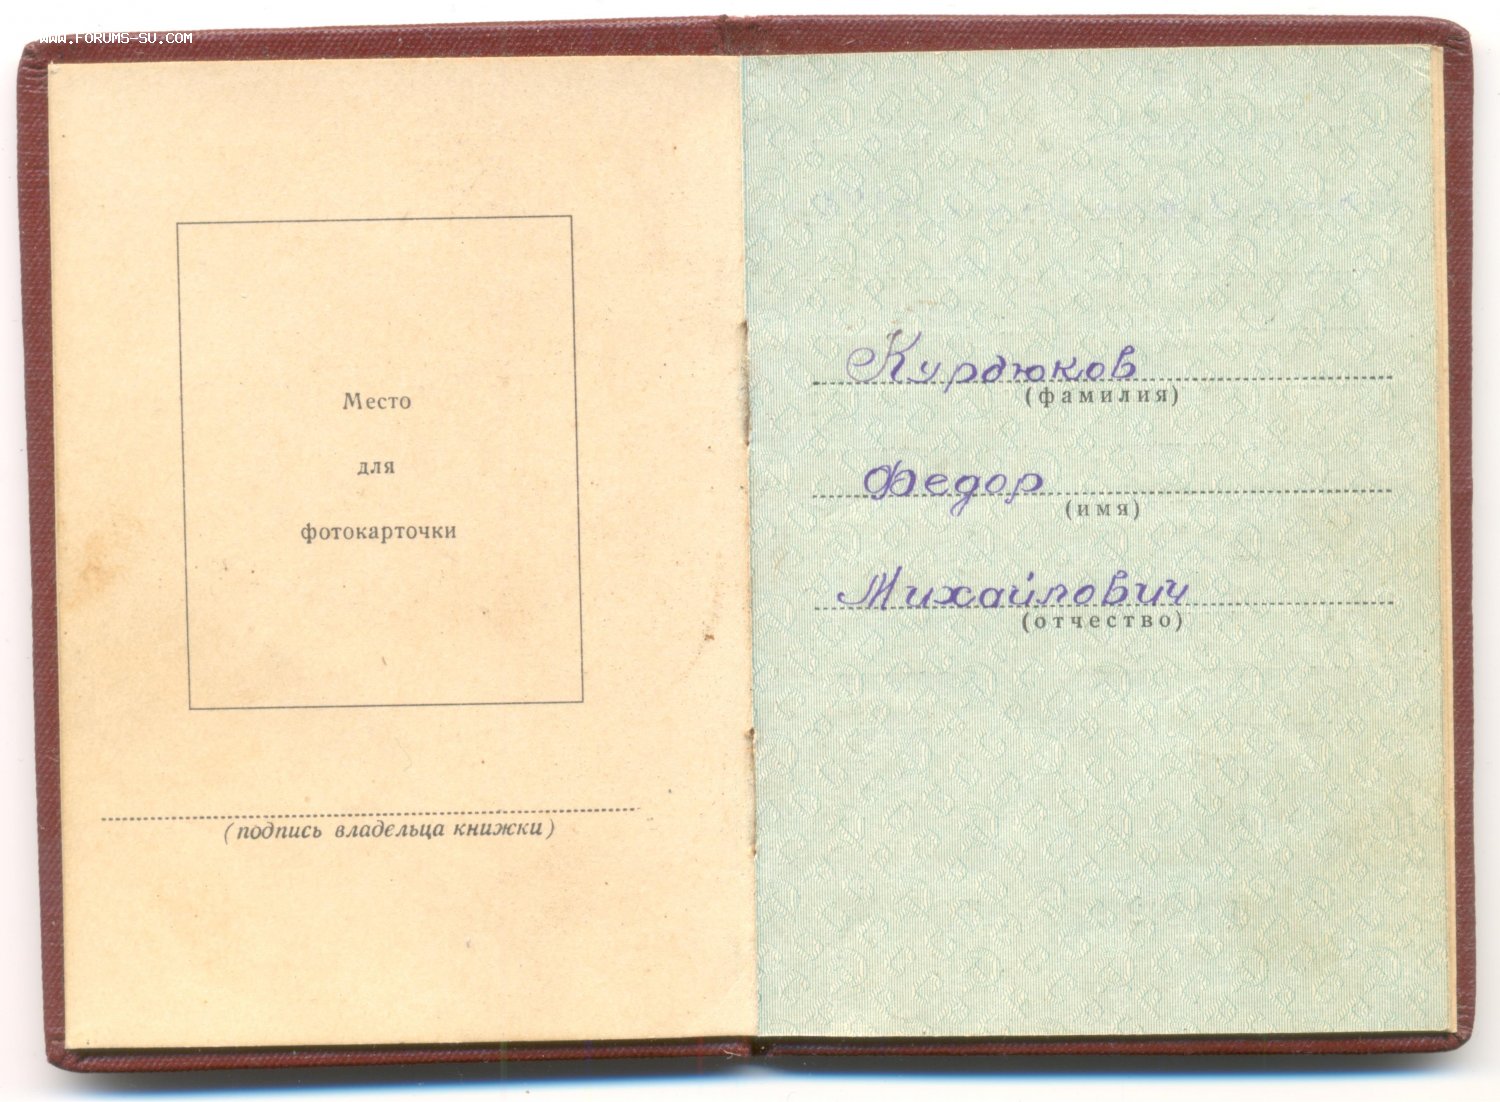 WWW.FORUMS-SU.COM
Место
для
фотокарточки
(подпись владельца книжки)
Курдюков
(фамилия)
Федор
(имя)
Михайлович
(отчество)